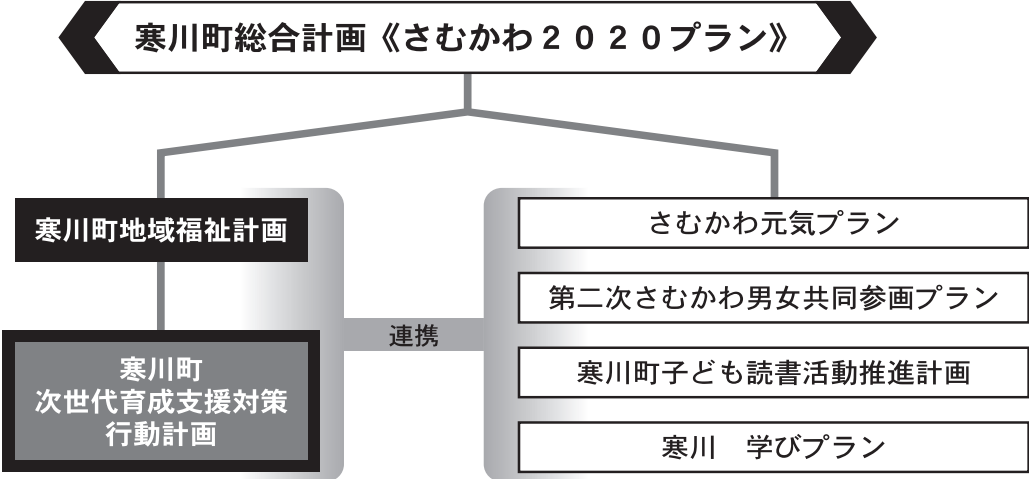 寒川町総合計画《さむかわ２０２０プラン》
寒川町地域福祉計画
寒川町
次世代育成支援対策
行動計画
連携
さむかわ元気プラン
第二次さむかわ男女共同参画プラン
寒川町子ども読書活動推進計画
寒川　学びプラン